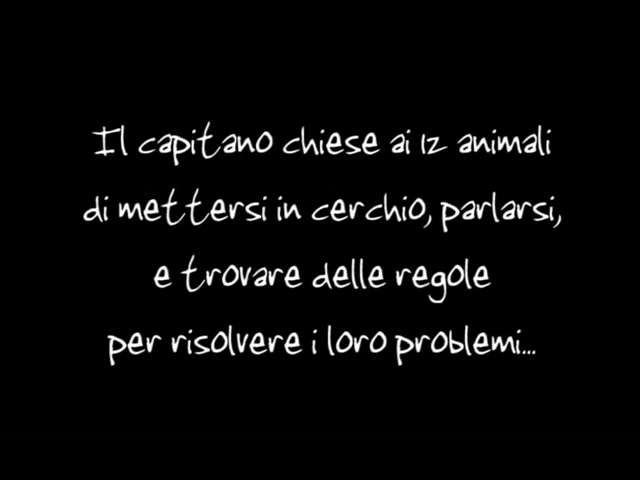 Il capitano chiese ai 12 animali
di mettersi in cerchio, parlarsi,
e trovare delle regole
per risolvere i loro problemi...